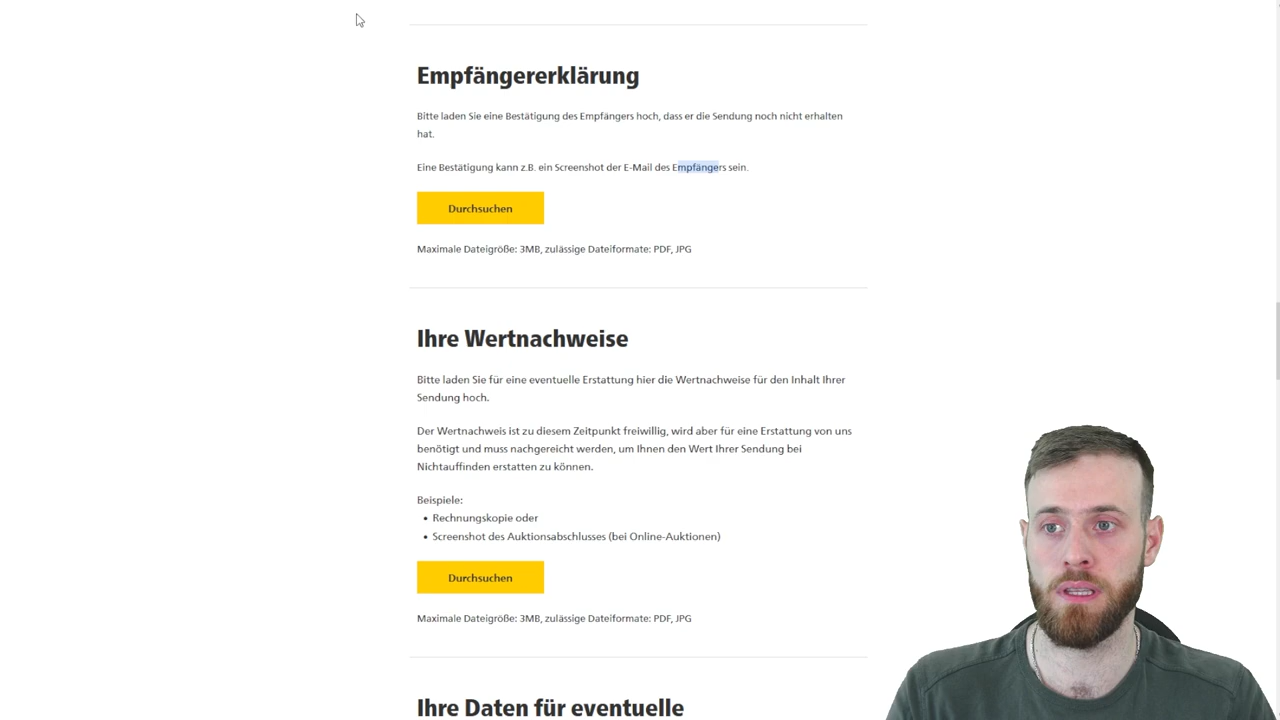 Empfängererklärung
Bitte laden Sie eine Bestätigung des Empfängers hoch, dass er die Sendung noch nicht erhalten
hat.
Eine Bestätigung kann z.B. ein Screenshot der E-Mail des Empfängers sein.
Durchsuchen
Maximale Dateigröße: 3MB, zulässige Dateiformate: PDF, JPG
Ihre Wertnachweise
Bitte laden Sie für eine eventuelle Erstattung hier die Wertnachweise für den Inhalt Ihrer
Sendung hoch.
Der Wertnachweis ist zu diesem Zeitpunkt freiwillig, wird aber für eine Erstattung von uns
benötigt und muss nachgereicht werden, um Ihnen den Wert Ihrer Sendung bei
Nichtauffinden erstatten zu können.
Beispiele:
• Rechnungskopie oder
• Screenshot des Auktionsabschlusses (bei Online-Auktionen)
Durchsuchen
Maximale Dateigröße: 3MB, zulässige Dateiformate: PDF, JPG
Ihre Daten für eventuelle